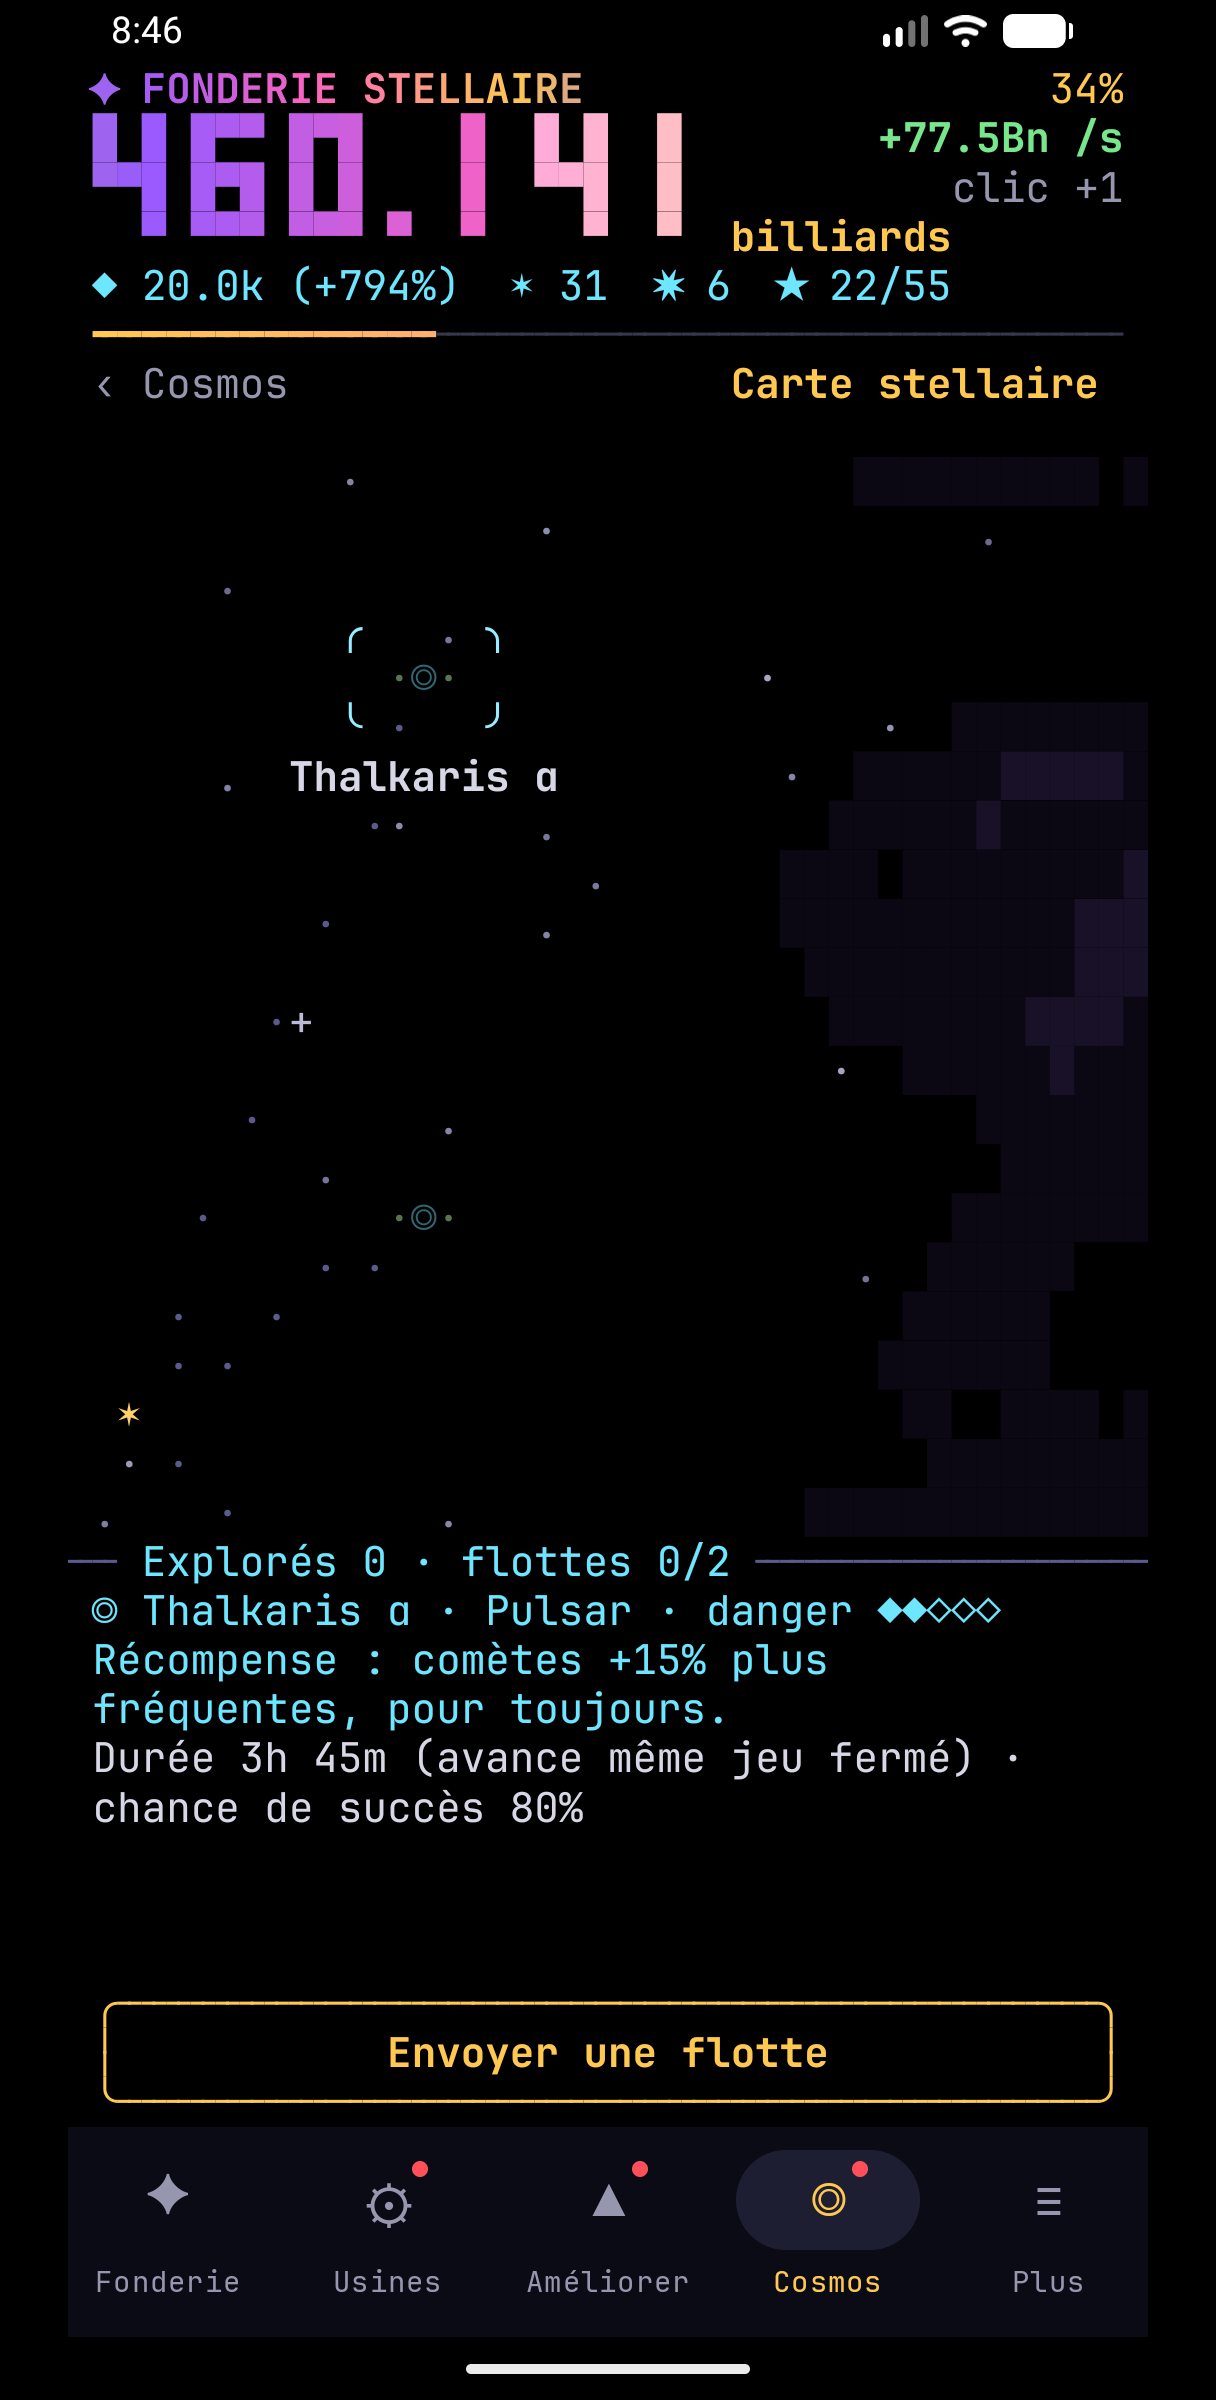 8:46
✦ FONDERIE STELLAIRE 34%
460.141 billiards
+77.5Bn /s
clic +1
◆ 20.0k (+794%) ✶ 31 ✸ 6 ★ 22/55
‹ Cosmos Carte stellaire
Thalkaris α
Explorés 0 · flottes 0/2
◎ Thalkaris α · Pulsar · danger ◆◆◇◇◇
Récompense : comètes +15% plus
fréquentes, pour toujours.
Durée 3h 45m (avance même jeu fermé) ·
chance de succès 80%
Envoyer une flotte
Fonderie Usines Améliorer Cosmos Plus